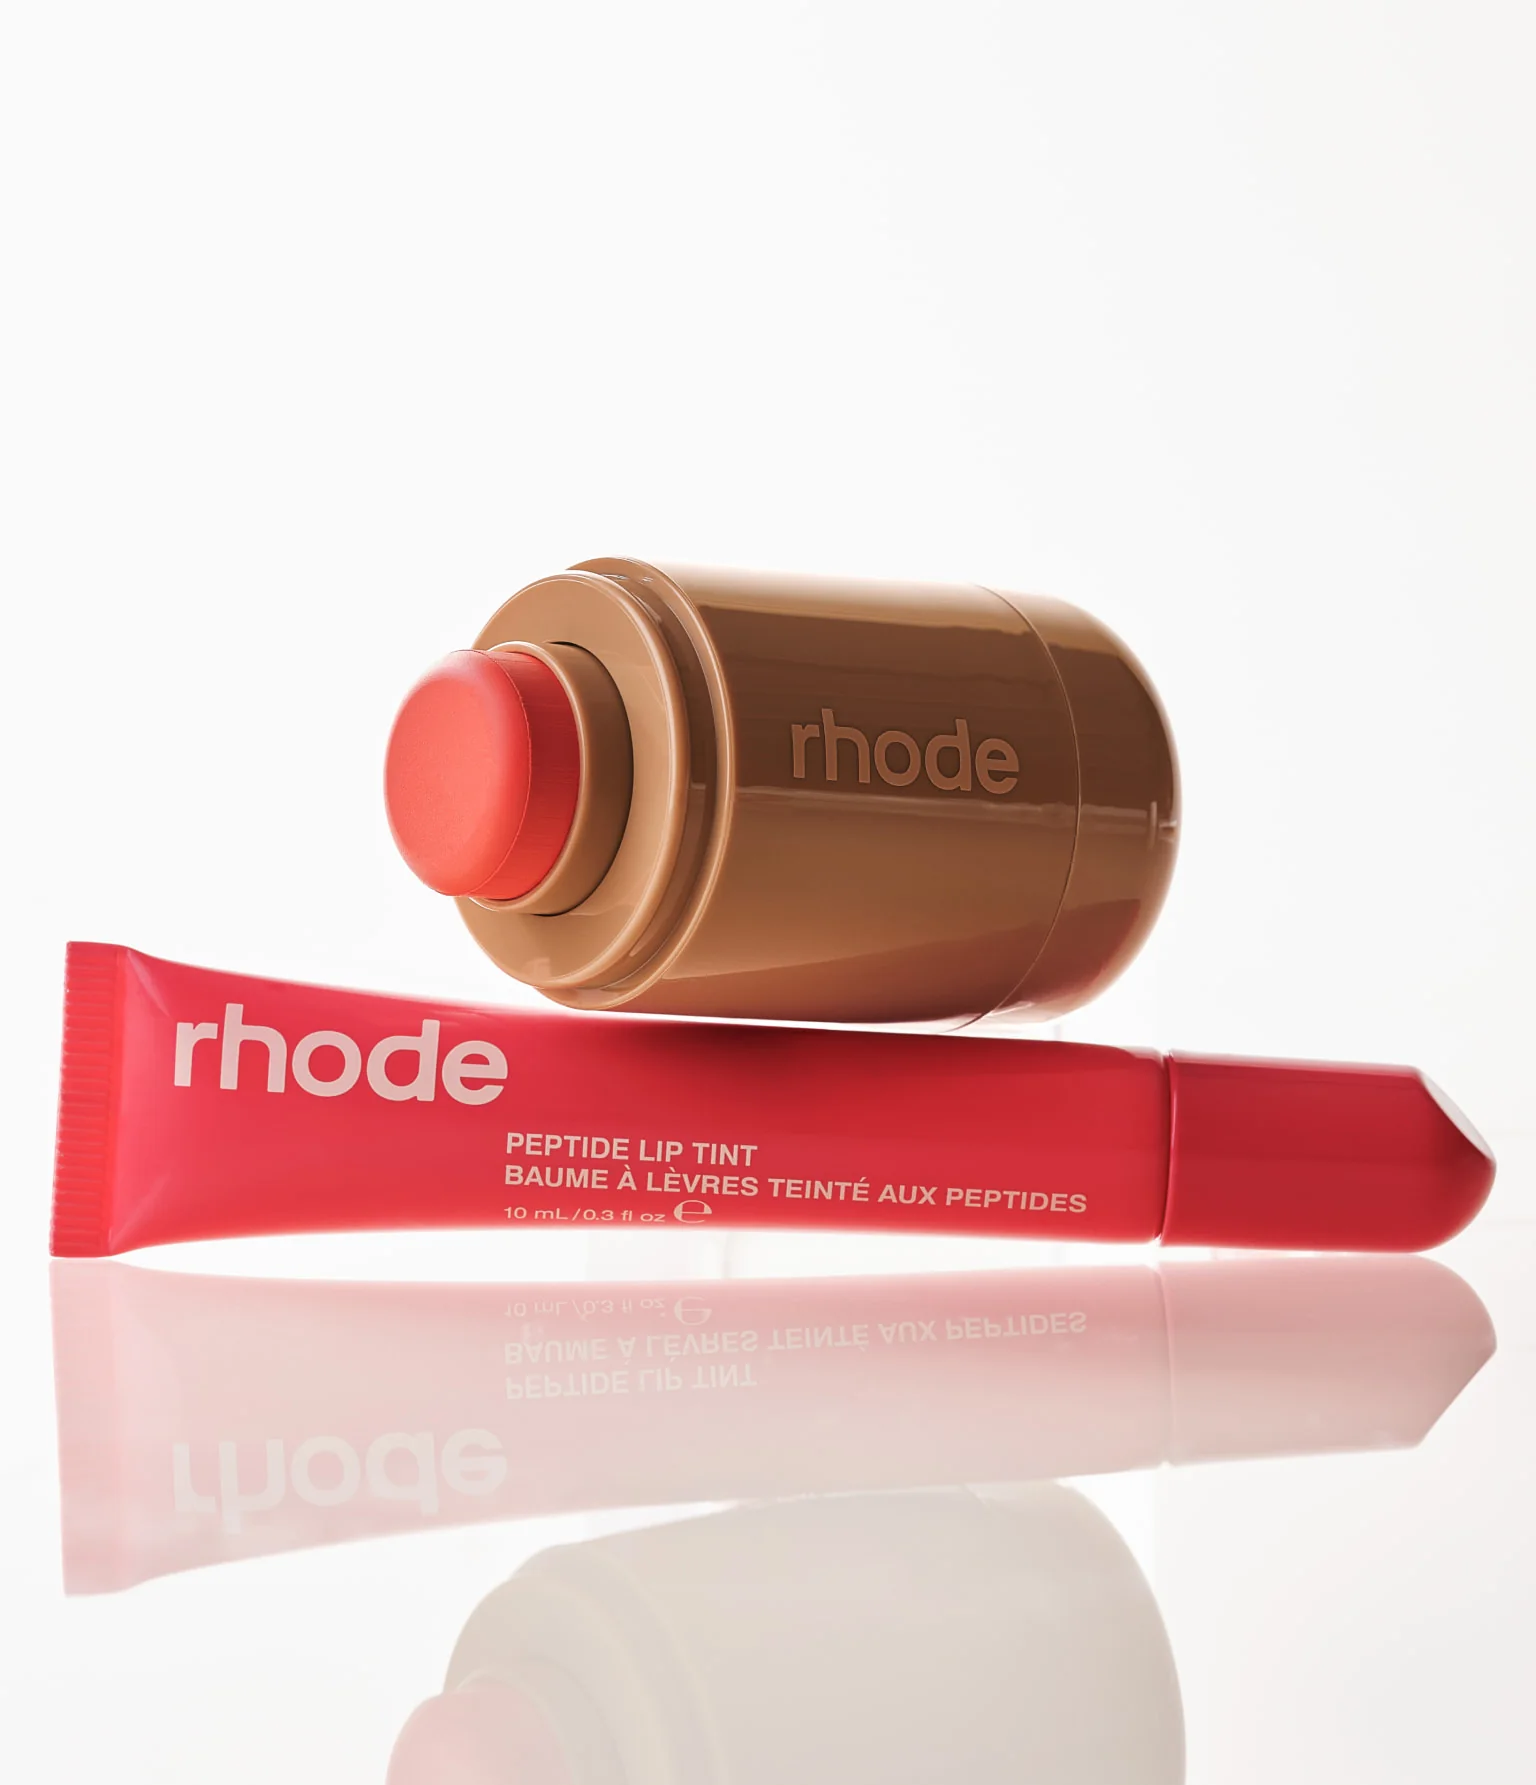 rhode
rhode
PEPTIDE LIP TINT
BAUME À LÈVRES TEINTÉ AUX PEPTIDES
10 mL/0.3 fl oz ℮